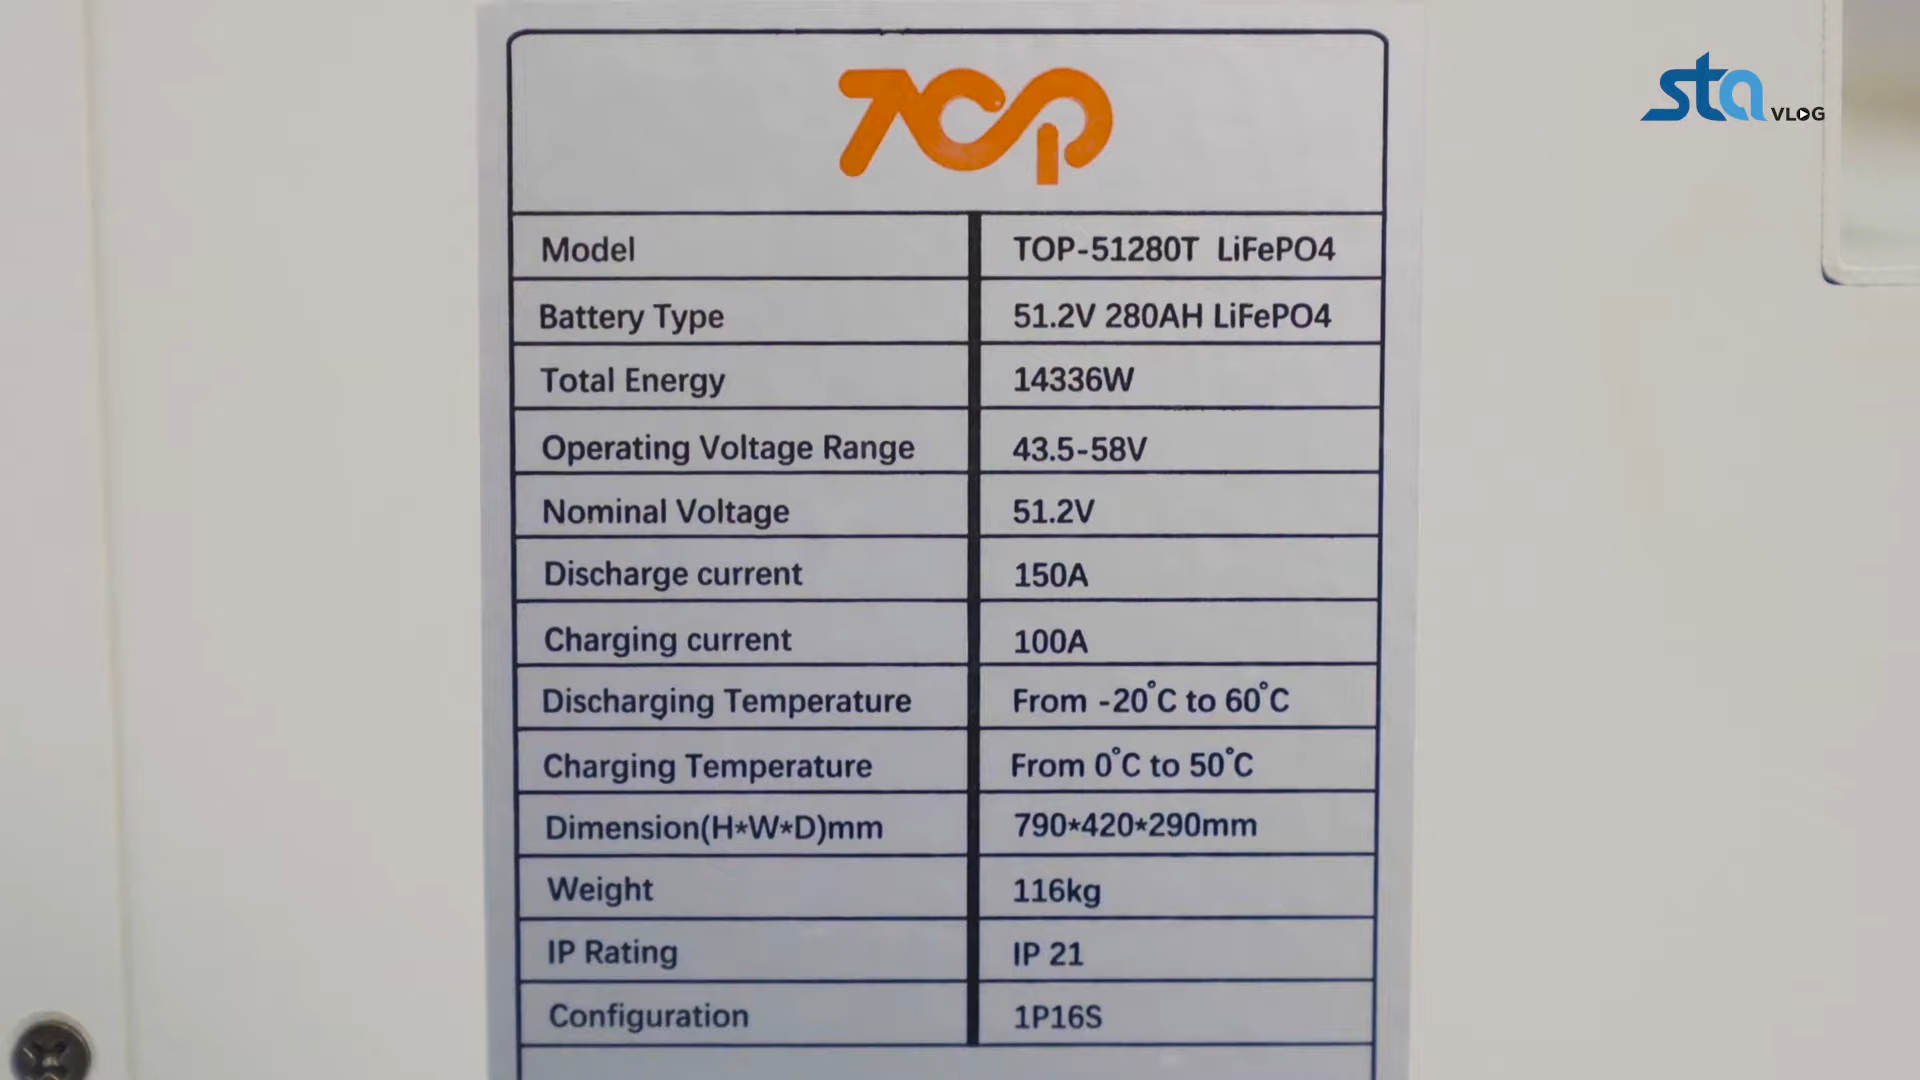 sta VLOG
TOP
Model TOP-51280T LiFePO4
Battery Type 51.2V 280AH LiFePO4
Total Energy 14336W
Operating Voltage Range 43.5-58V
Nominal Voltage 51.2V
Discharge current 150A
Charging current 100A
Discharging Temperature From -20°C to 60°C
Charging Temperature From 0°C to 50°C
Dimension(H*W*D)mm 790*420*290mm
Weight 116kg
IP Rating IP 21
Configuration 1P16S